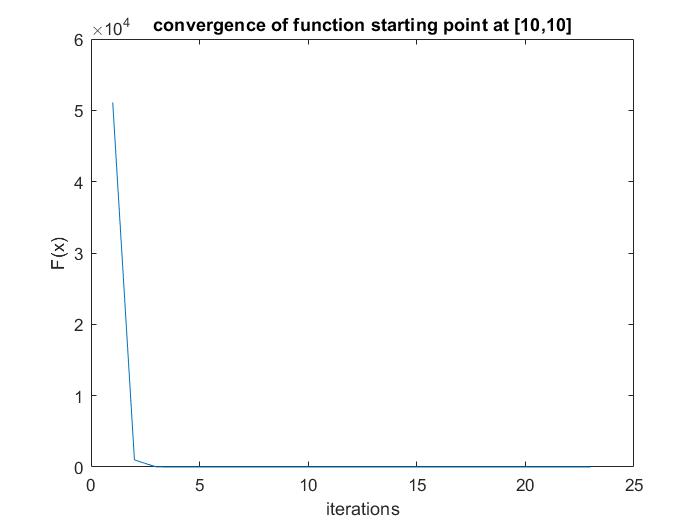 convergence of function starting point at [10,10]
×10⁴
6
5
4
3
2
1
0
F(x)
0 5 10 15 20 25
iterations